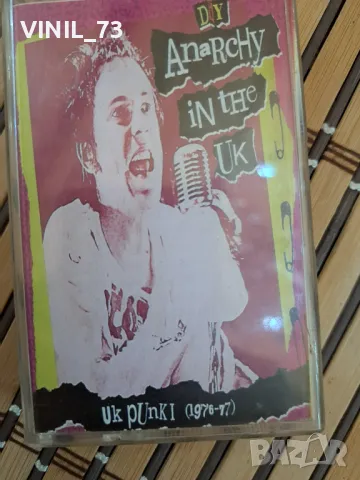 VINIL_73
DIY
ANARCHY
iN tHe
UK
UK pUnK I (1976-77)
BAZAR